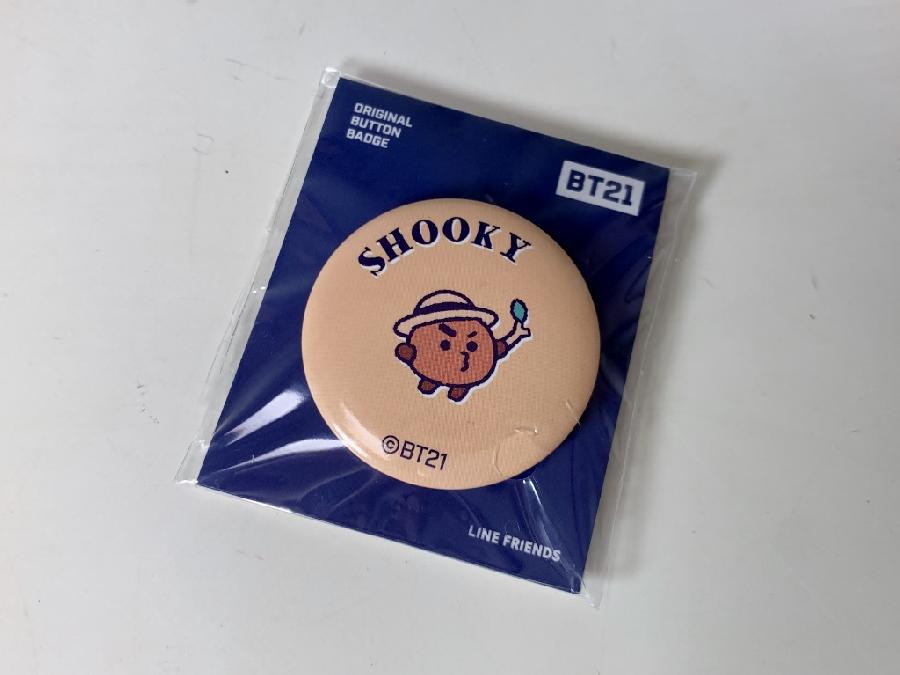 ORIGINAL
BUTTON
BADGE
BT21
SHOOKY
©BT21
LINE FRIENDS